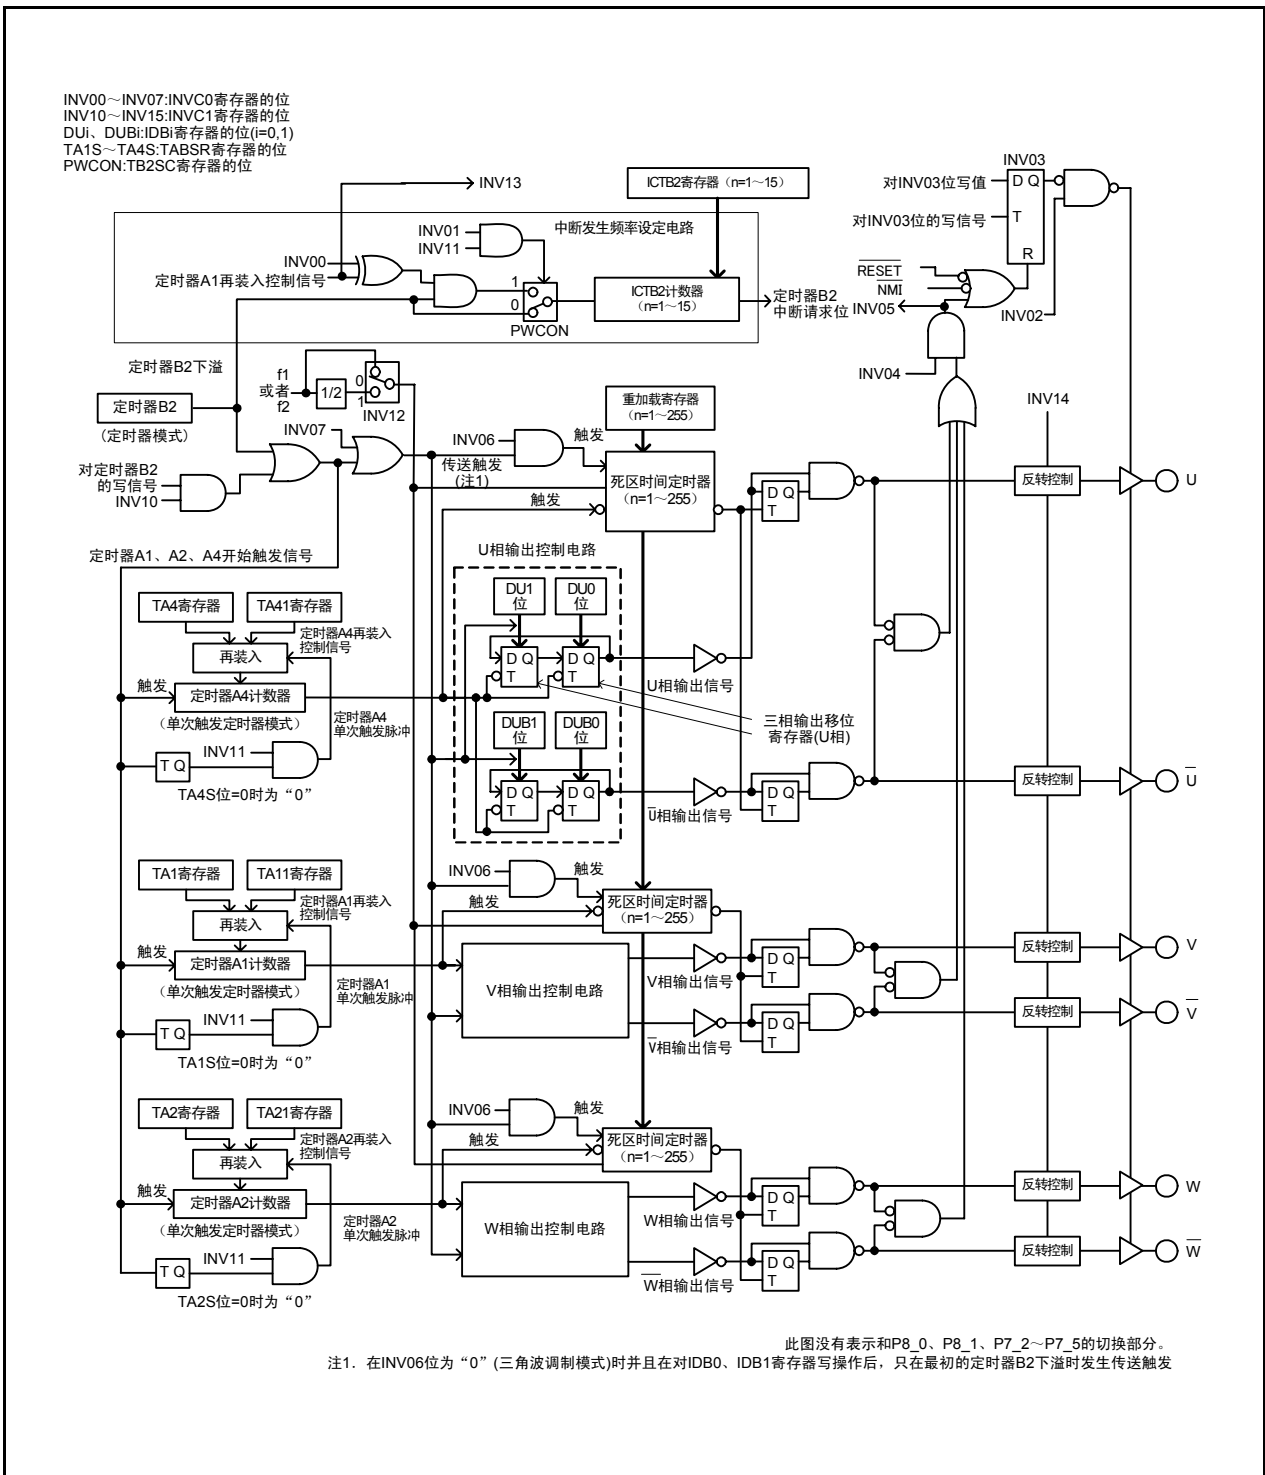 INV00～INV07:INVC0寄存器的位
INV10～INV15:INVC1寄存器的位
DUi、DUBi:IDBi寄存器的位(i=0,1)
TA1S～TA4S:TABSR寄存器的位
PWCON:TB2SC寄存器的位
INV13
ICTB2寄存器（n=1～15）
INV03
对INV03位写值
D Q
对INV03位的写信号
T
R
INV01
INV11
中断发生频率设定电路
INV00
定时器A1再装入控制信号
1
0
PWCON
ICTB2计数器
（n=1～15）
定时器B2
中断请求位
RESET
NMI
INV05
INV02
INV04
定时器B2下溢
f1
或者
f2
1/2
0
1
INV12
定时器B2
(定时器模式)
INV07
对定时器B2
的写信号
INV10
INV06
触发
传送触发
(注1)
触发
重加载寄存器
(n=1～255)
死区时间定时器
（n=1～255）
D Q
T
INV14
反转控制
U
定时器A1、A2、A4开始触发信号
U相输出控制电路
DU1
位
DU0
位
D Q
T
D Q
T
U相输出信号
TA4寄存器
TA41寄存器
定时器A4再装入
控制信号
再装入
触发
定时器A4计数器
（单次触发定时器模式）
定时器A4
单次触发脉冲
T Q
INV11
TA4S位=0时为“0”
三相输出移位
寄存器(U相)
DUB1
位
DUB0
位
D Q
T
D Q
T
U̅相输出信号
D Q
T
反转控制
U̅
TA1寄存器
TA11寄存器
定时器A1再装入
控制信号
再装入
触发
定时器A1计数器
（单次触发定时器模式）
定时器A1
单次触发脉冲
T Q
INV11
TA1S位=0时为“0”
INV06
触发
触发
死区时间定时器
（n=1～255）
V相输出控制电路
V相输出信号
V̅相输出信号
D Q
T
D Q
T
反转控制
V
反转控制
V̅
TA2寄存器
TA21寄存器
定时器A2再装入
控制信号
再装入
触发
定时器A2计数器
（单次触发定时器模式）
定时器A2
单次触发脉冲
T Q
INV11
TA2S位=0时为“0”
INV06
触发
触发
死区时间定时器
（n=1～255）
W相输出控制电路
W相输出信号
W̅相输出信号
D Q
T
D Q
T
反转控制
W
反转控制
W̅
此图没有表示和P8_0、P8_1、P7_2～P7_5的切换部分。
注1．在INV06位为“0”(三角波调制模式)时并且在对IDB0、IDB1寄存器写操作后，只在最初的定时器B2下溢时发生传送触发